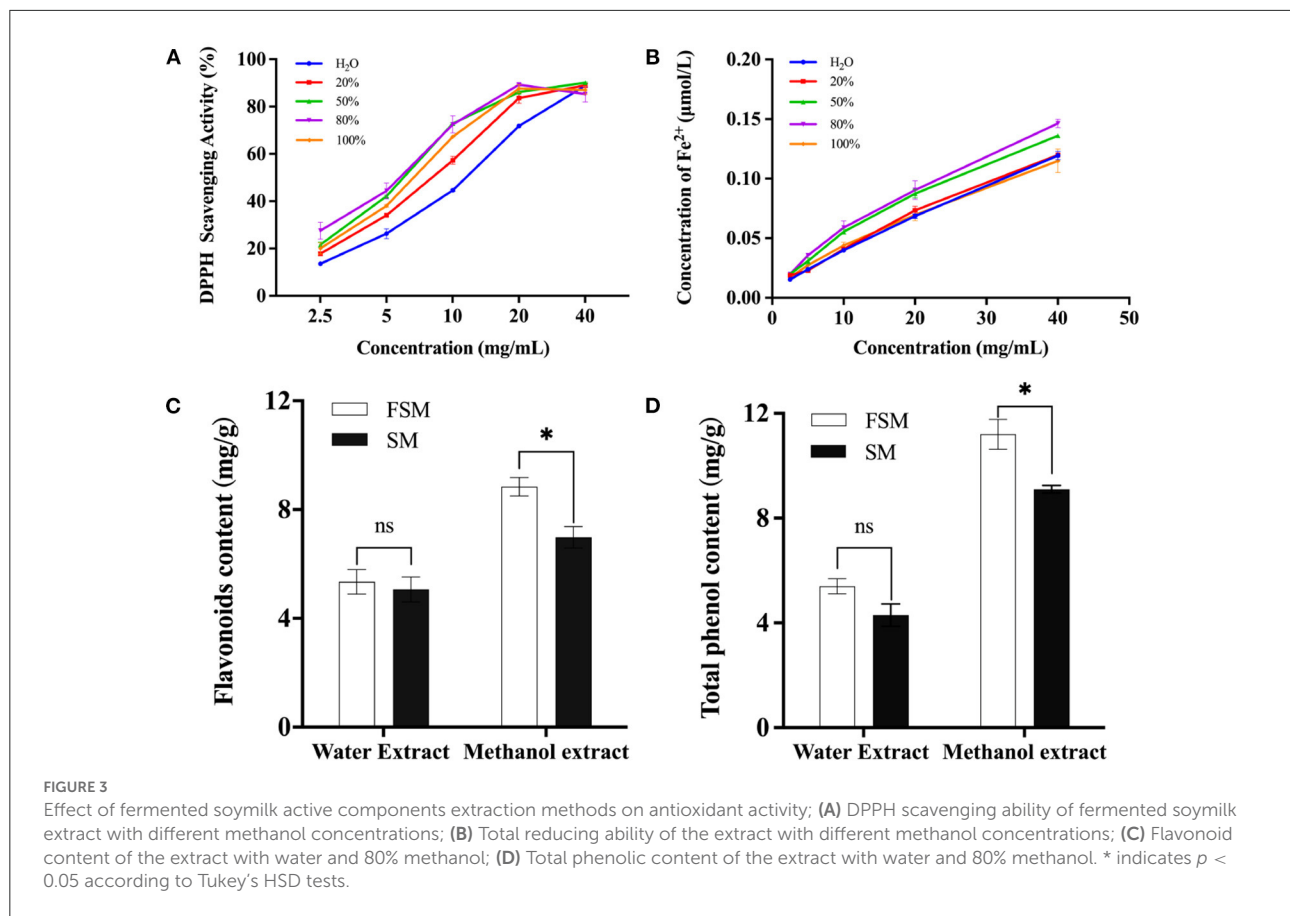 A
DPPH Scavenging Activity (%)
100
80
60
40
20
0
H₂O
20%
50%
80%
100%
2.5
5
10
20
40
Concentration (mg/mL)
B
Concentration of Fe²⁺ (μmol/L)
0.20
0.15
0.10
0.05
0.00
H₂O
20%
50%
80%
100%
0
10
20
30
40
50
Concentration (mg/mL)
C
Flavonoids content (mg/g)
12
8
4
0
FSM
SM
ns
*
Water Extract
Methanol extract
D
Total phenol content (mg/g)
12
8
4
0
FSM
SM
ns
*
Water Extract
Methanol extract
FIGURE 3
Effect of fermented soymilk active components extraction methods on antioxidant activity; (A) DPPH scavenging ability of fermented soymilk
extract with different methanol concentrations; (B) Total reducing ability of the extract with different methanol concentrations; (C) Flavonoid
content of the extract with water and 80% methanol; (D) Total phenolic content of the extract with water and 80% methanol. * indicates p <
0.05 according to Tukey's HSD tests.